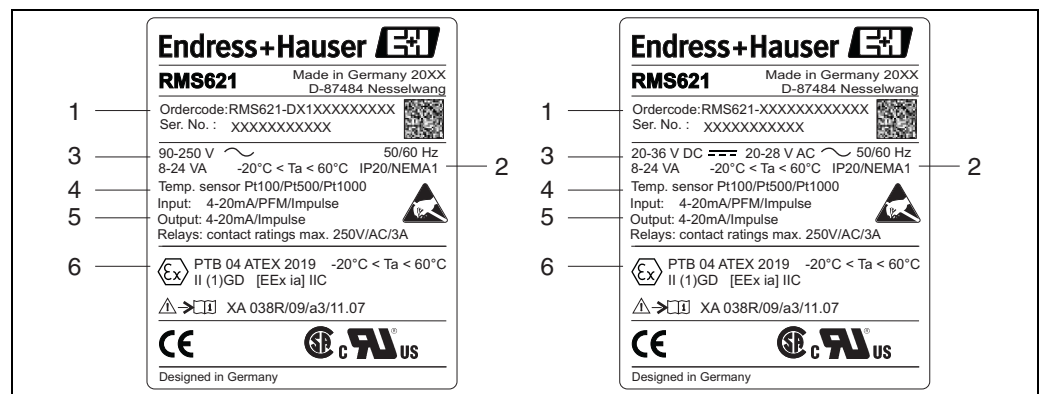 Endress+Hauser
RMS621
Made in Germany 20XX
D-87484 Nesselwang
1
Ordercode:RMS621-DX1XXXXXXXXX
Ser. No. : XXXXXXXXXXX
3
90-250 V 50/60 Hz
8-24 VA -20°C < Ta < 60°C IP20/NEMA1
2
4
Temp. sensor Pt100/Pt500/Pt1000
Input: 4-20mA/PFM/Impulse
5
Output: 4-20mA/Impulse
Relays: contact ratings max. 250V/AC/3A
6
Ex
PTB 04 ATEX 2019 -20°C < Ta < 60°C
II (1)GD [EEx ia] IIC
XA 038R/09/a3/11.07
CE
SA
c RU US
®
Designed in Germany
Endress+Hauser
RMS621
Made in Germany 20XX
D-87484 Nesselwang
1
Ordercode:RMS621-XXXXXXXXXXXX
Ser. No. : XXXXXXXXXXX
3
20-36 V DC 20-28 V AC 50/60 Hz
8-24 VA -20°C < Ta < 60°C IP20/NEMA1
2
4
Temp. sensor Pt100/Pt500/Pt1000
Input: 4-20mA/PFM/Impulse
5
Output: 4-20mA/Impulse
Relays: contact ratings max. 250V/AC/3A
6
Ex
PTB 04 ATEX 2019 -20°C < Ta < 60°C
II (1)GD [EEx ia] IIC
XA 038R/09/a3/11.07
CE
SA
c RU US
®
Designed in Germany